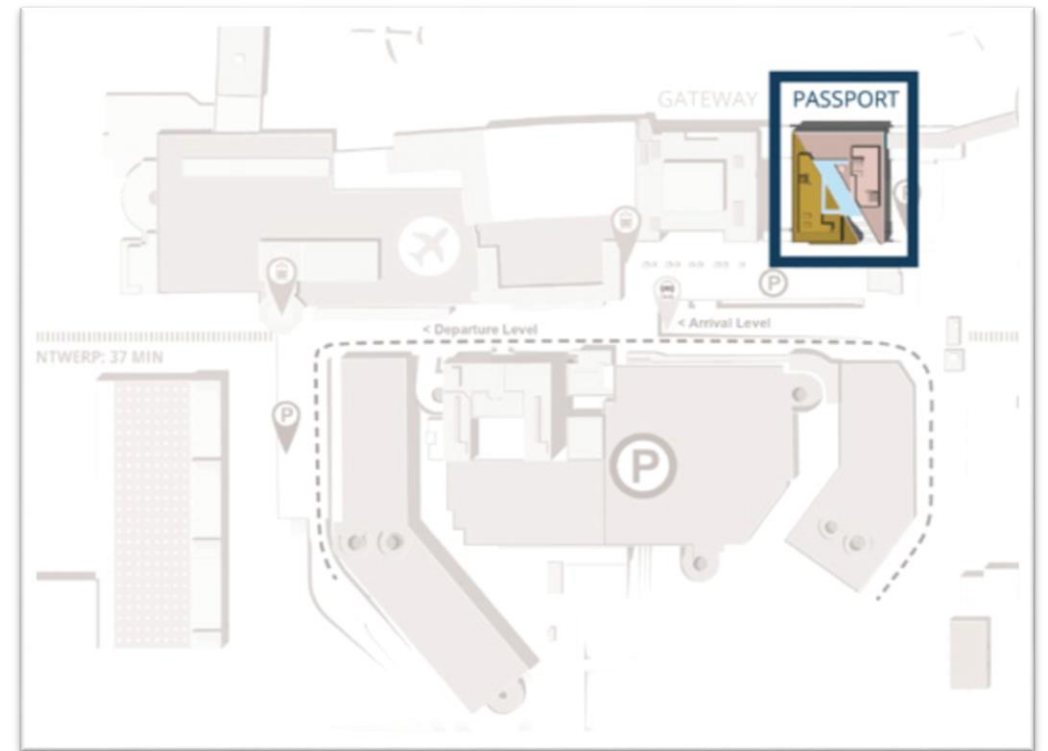 GATEWAY
PASSPORT
P
< Departure Level
< Arrival Level
NTWERP: 37 MIN
P
P